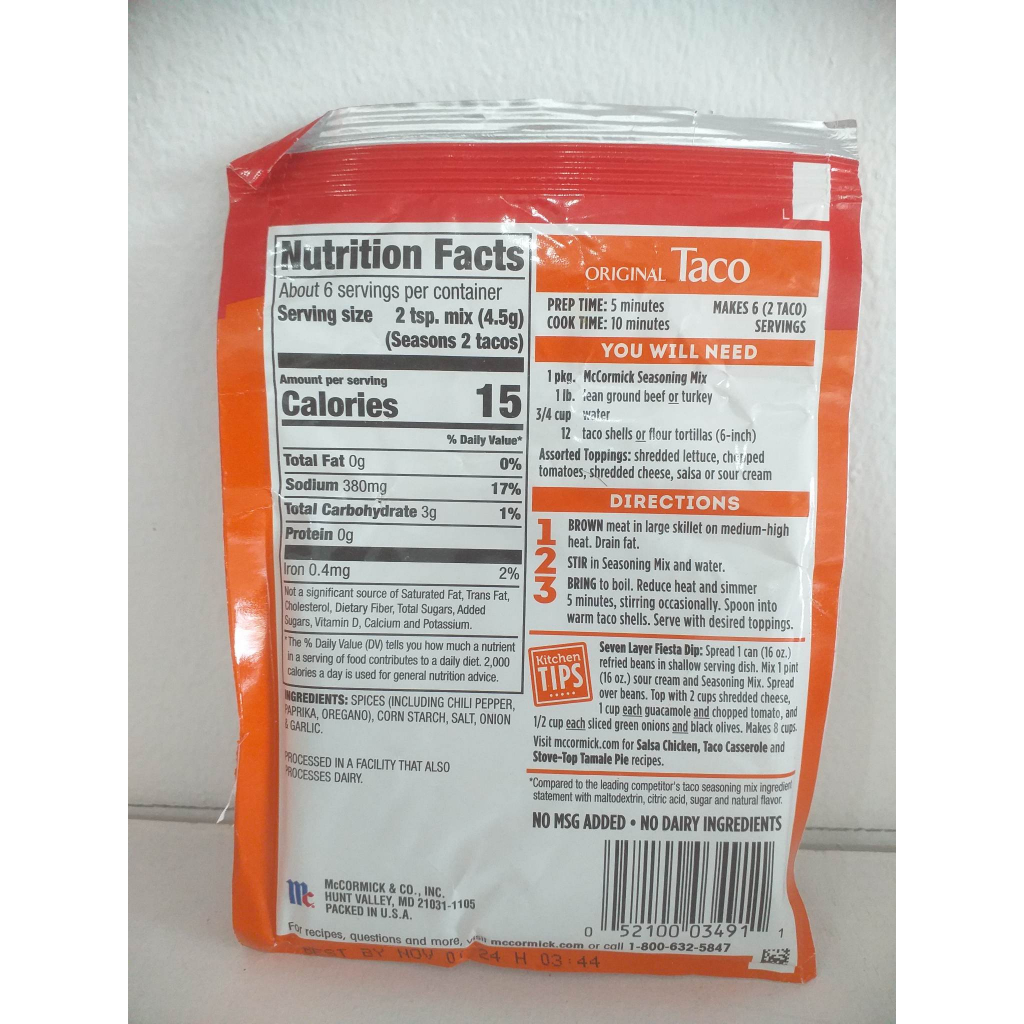 Nutrition Facts
About 6 servings per container
Serving size 2 tsp. mix (4.5g)
(Seasons 2 tacos)
Amount per serving
Calories 15
% Daily Value*
Total Fat 0g 0%
Sodium 380mg 17%
Total Carbohydrate 3g 1%
Protein 0g
Iron 0.4mg 2%
Not a significant source of Saturated Fat, Trans Fat,
Cholesterol, Dietary Fiber, Total Sugars, Added
Sugars, Vitamin D, Calcium and Potassium.
*The % Daily Value (DV) tells you how much a nutrient
in a serving of food contributes to a daily diet. 2,000
calories a day is used for general nutrition advice.
INGREDIENTS: SPICES (INCLUDING CHILI PEPPER,
PAPRIKA, OREGANO), CORN STARCH, SALT, ONION
& GARLIC.
PROCESSED IN A FACILITY THAT ALSO
PROCESSES DAIRY.
Mc
McCORMICK & CO., INC.
HUNT VALLEY, MD 21031-1105
PACKED IN U.S.A.
L
ORIGINAL Taco
PREP TIME: 5 minutes
COOK TIME: 10 minutes
MAKES 6 (2 TACO)
SERVINGS
YOU WILL NEED
1 pkg. McCormick Seasoning Mix
1 lb. lean ground beef or turkey
3/4 cup water
12 taco shells or flour tortillas (6-inch)
Assorted Toppings: shredded lettuce, chopped
tomatoes, shredded cheese, salsa or sour cream
DIRECTIONS
1 BROWN meat in large skillet on medium-high
heat. Drain fat.
2 STIR in Seasoning Mix and water.
3 BRING to boil. Reduce heat and simmer
5 minutes, stirring occasionally. Spoon into
warm taco shells. Serve with desired toppings.
Kitchen
TIPS
Seven Layer Fiesta Dip: Spread 1 can (16 oz.)
refried beans in shallow serving dish. Mix 1 pint
(16 oz.) sour cream and Seasoning Mix. Spread
over beans. Top with 2 cups shredded cheese,
1 cup each guacamole and chopped tomato, and
1/2 cup each sliced green onions and black olives. Makes 8 cups.
Visit mccormick.com for Salsa Chicken, Taco Casserole and
Stove-Top Tamale Pie recipes.
*Compared to the leading competitor's taco seasoning mix ingredient
statement with maltodextrin, citric acid, sugar and natural flavor.
NO MSG ADDED • NO DAIRY INGREDIENTS
0 52100 03491 1
For recipes, questions and more, visit mccormick.com or call 1-800-632-5847
BEST BY NOV 24 H 03:44